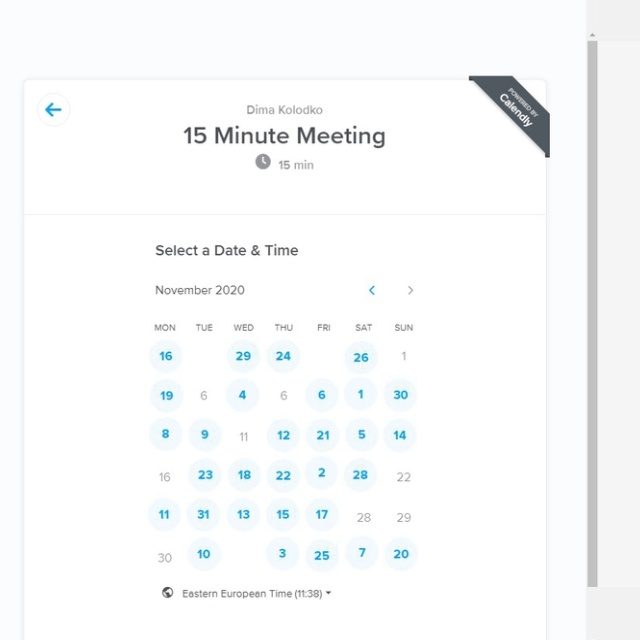 POWERED BY
Calendly
Dima Kolodko
15 Minute Meeting
15 min
Select a Date & Time
November 2020
MON TUE WED THU FRI SAT SUN
16 29 24 26 1
19 6 4 6 6 1 30
8 9 11 12 21 5 14
16 23 18 22 2 28 22
11 31 13 15 17 28 29
30 10 3 25 7 20
Eastern European Time (11:38)